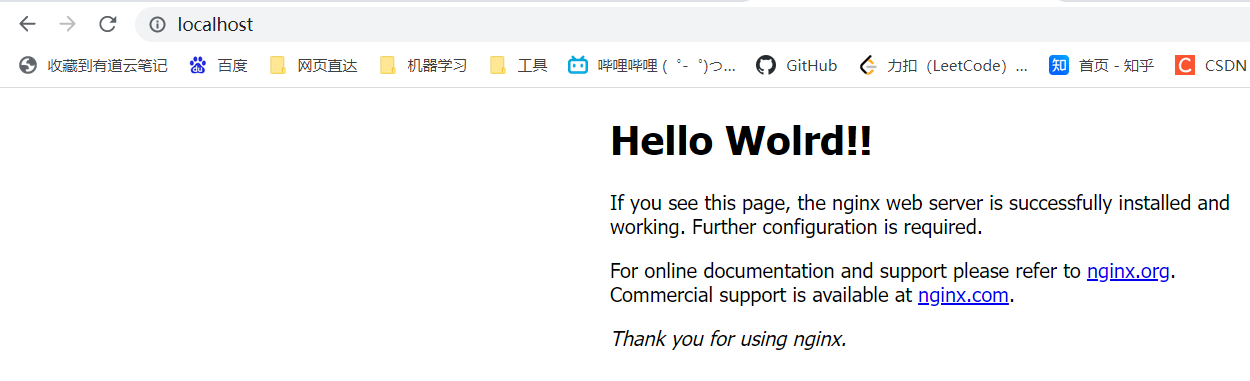 localhost
收藏到有道云笔记 百度 网页直达 机器学习 工具 哔哩哔哩 ( ゜- ゜)つ... GitHub 力扣（LeetCode）... 知 首页 - 知乎 C CSDN
Hello Wolrd!!
If you see this page, the nginx web server is successfully installed and
working. Further configuration is required.
For online documentation and support please refer to nginx.org.
Commercial support is available at nginx.com.
Thank you for using nginx.